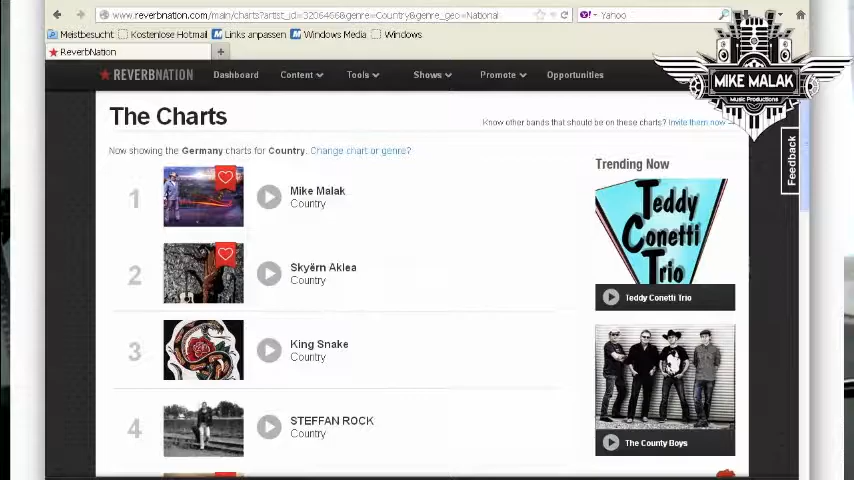 www.reverbnation.com/main/charts?artist_id=3206466&genre=Country&genre_geo=National
Yahoo
Meistbesucht Kostenlose Hotmail Links anpassen Windows Media Windows
ReverbNation
REVERBNATION Dashboard Content Tools Shows Promote Opportunities
MIKE MALAK
Music Productions
The Charts
Know other bands that should be on these charts? Invite them now
Feedback
Now showing the Germany charts for Country. Change chart or genre?
Trending Now
1
Mike Malak
Country
Teddy
Conetti
Trio
2
Skyërn Aklea
Country
Teddy Conetti Trio
3
King Snake
Country
4
STEFFAN ROCK
Country
The County Boys